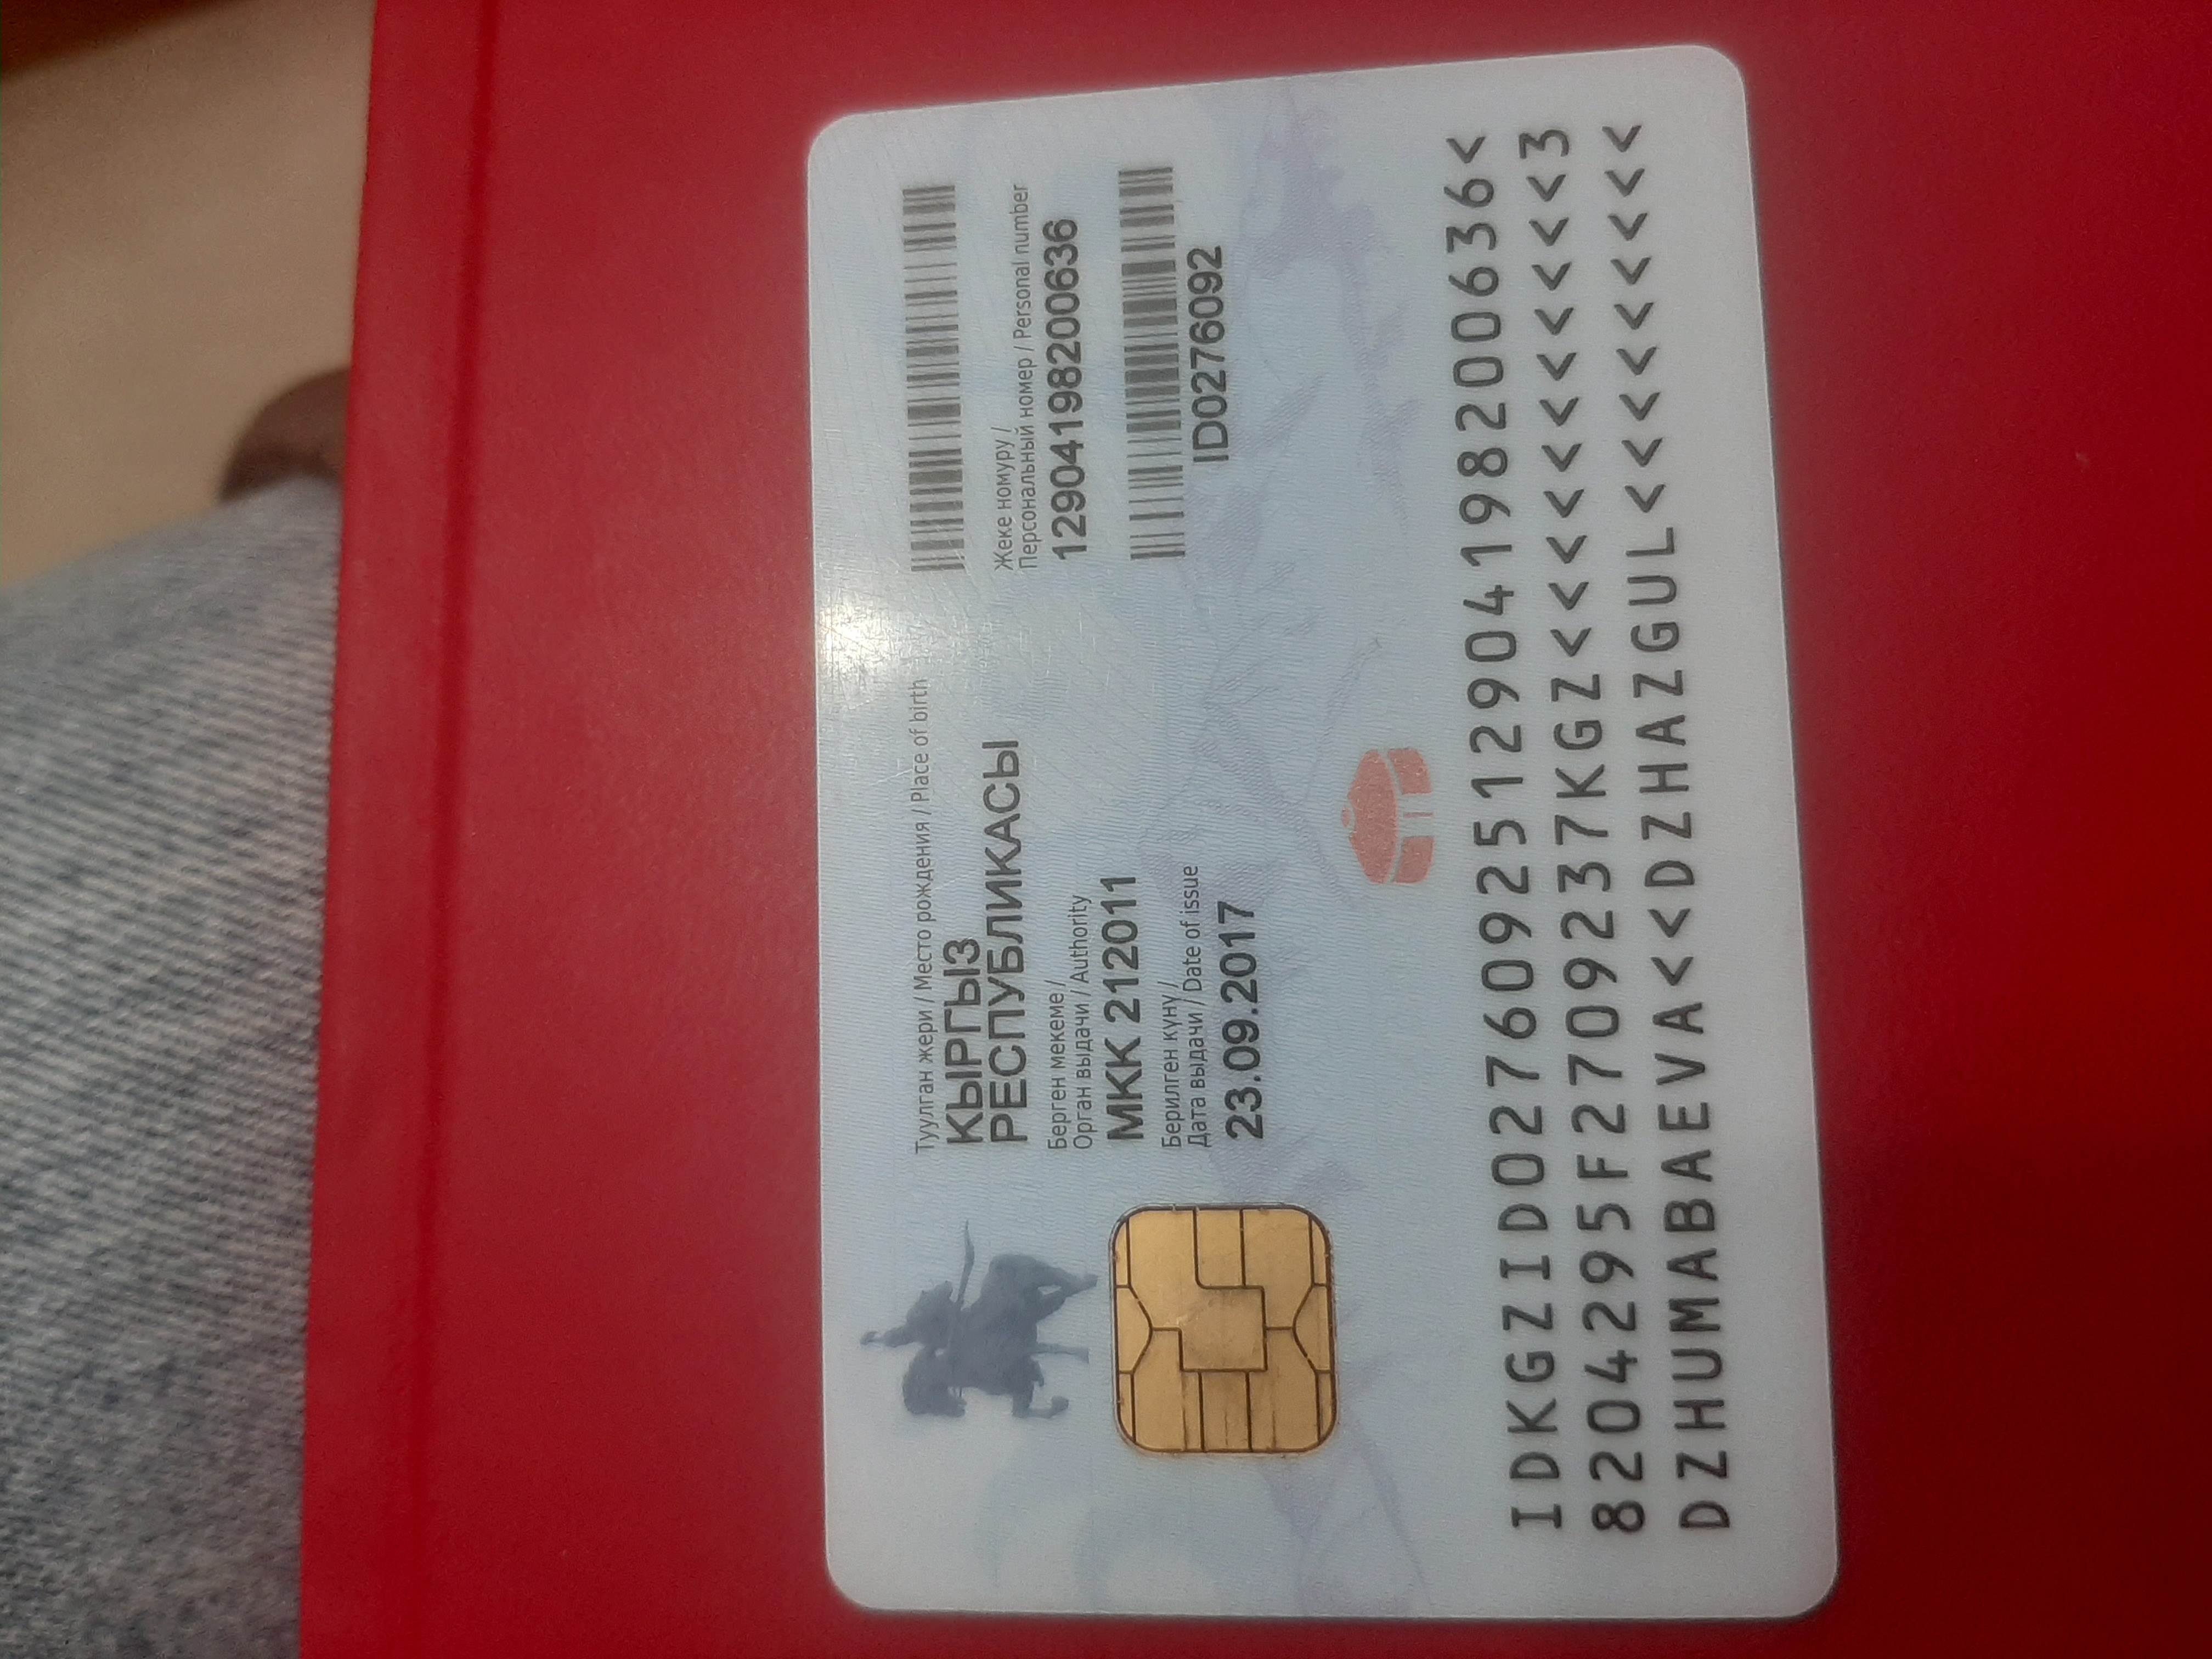 Туулган жери / Место рождения / Place of birth
КЫРГЫЗ
РЕСПУБЛИКАСЫ
Берген мекеме /
Орган выдачи / Authority
МКК 212011
Берилген күнү /
Дата выдачи / Date of issue
23.09.2017
Жеке номуру /
Персональный номер / Personal number
12904198200636
ID0276092
IDKGZID0276092512904198200636<
8204295F2709237KGZ<<<<<<<<<<<3
DZHUMABAEVA<<DZHAZGUL<<<<<<<<<